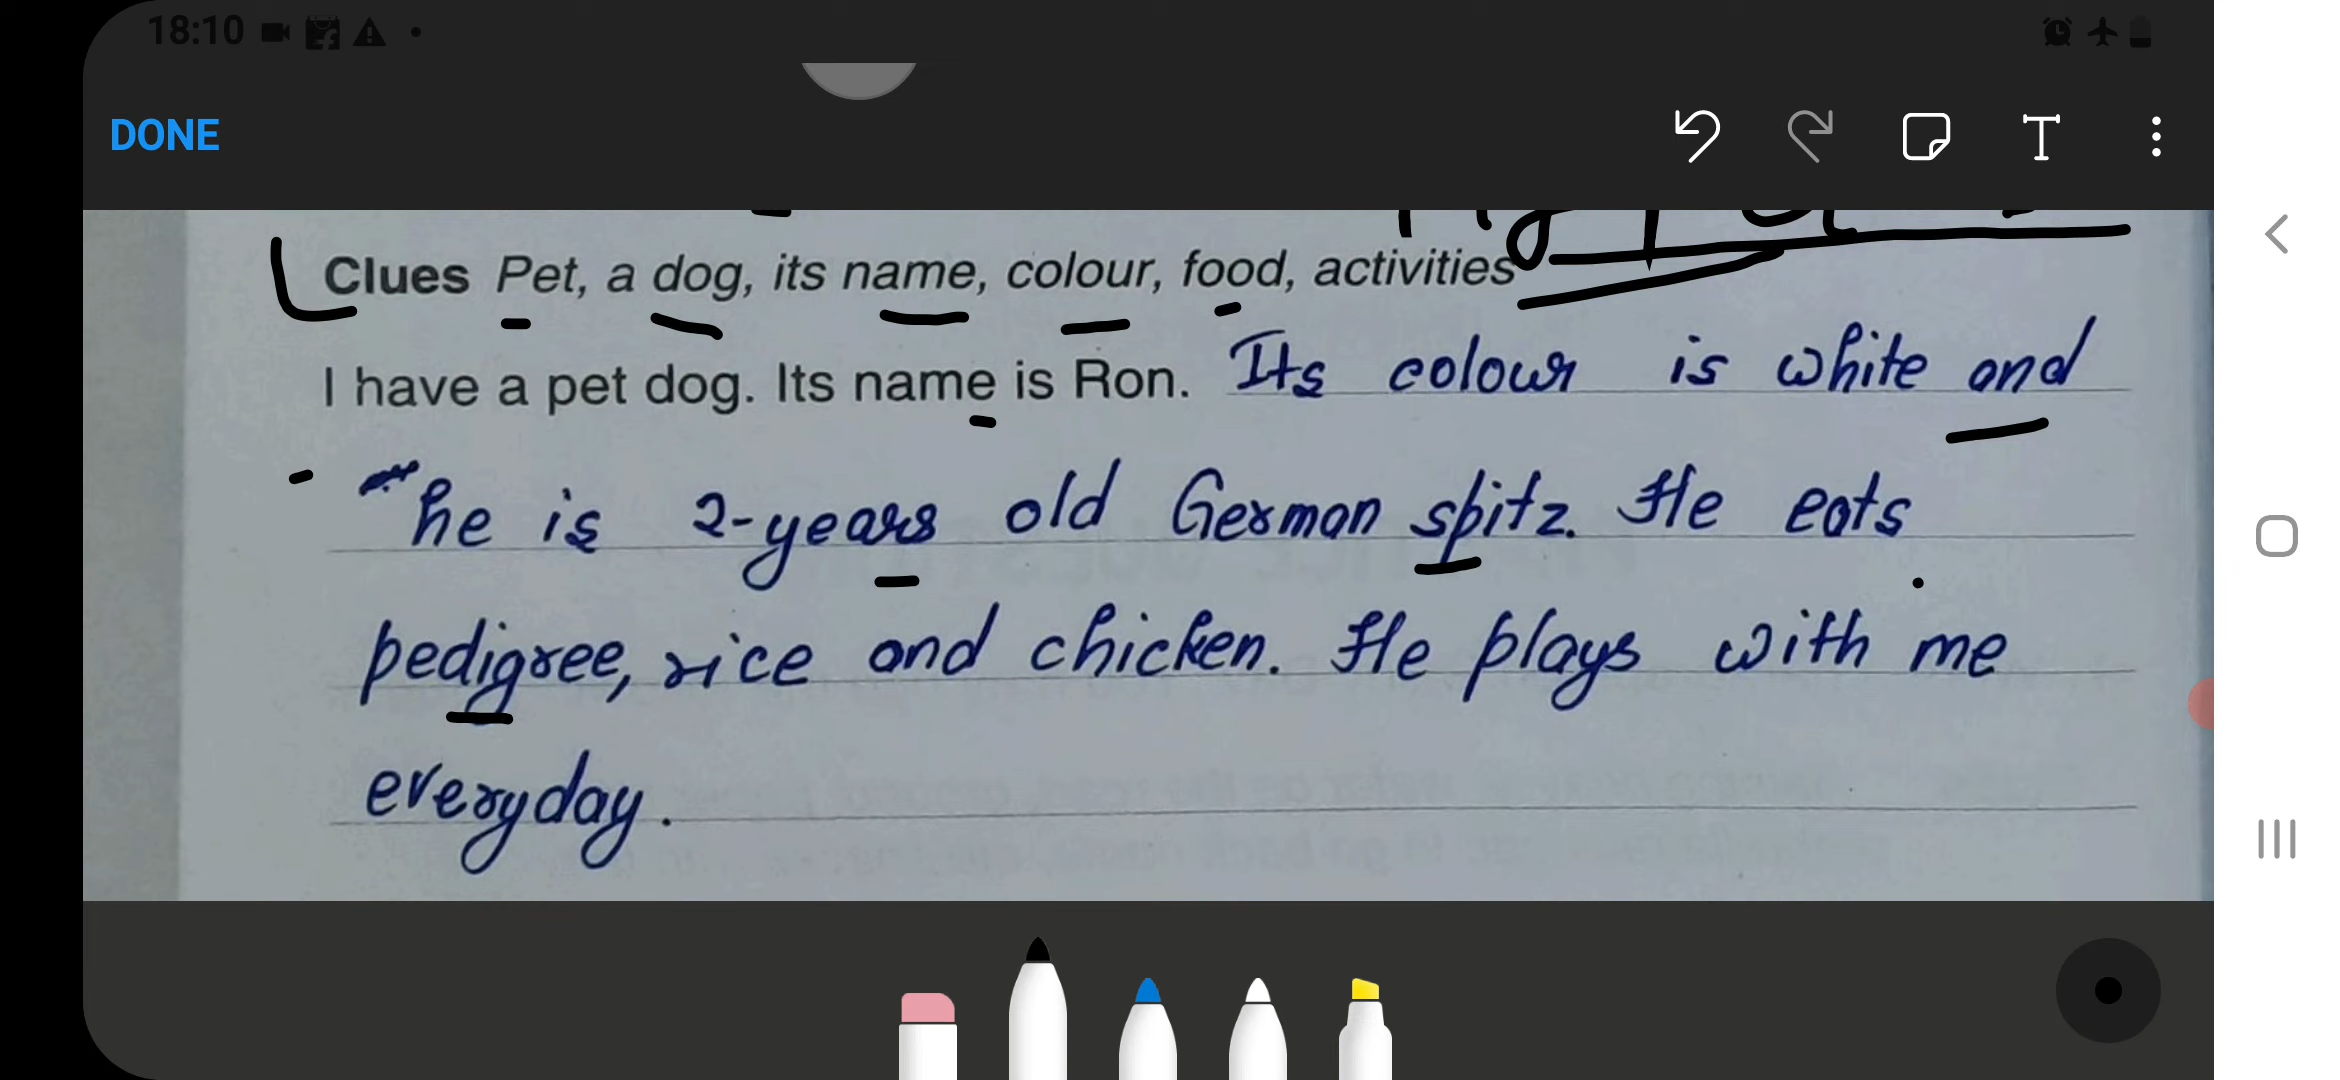 18:10
DONE
T
Clues Pet, a dog, its name, colour, food, activities
I have a pet dog. Its name is Ron. Its colour is white and
he is 2-years old German spitz. He eats
pedigree, rice and chicken. He plays with me
everyday.